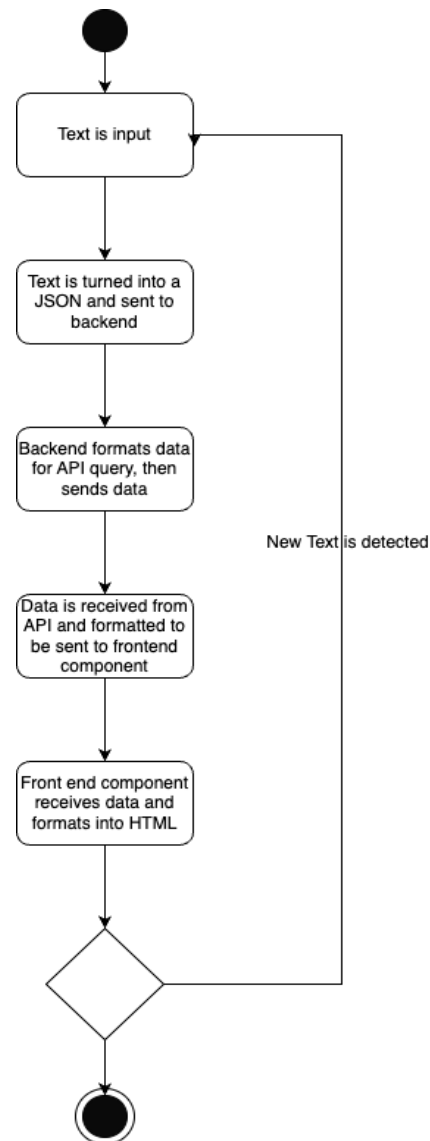 Text is input
Text is turned into a
JSON and sent to
backend
Backend formats data
for API query, then
sends data
New Text is detected
Data is received from
API and formatted to
be sent to frontend
component
Front end component
receives data and
formats into HTML